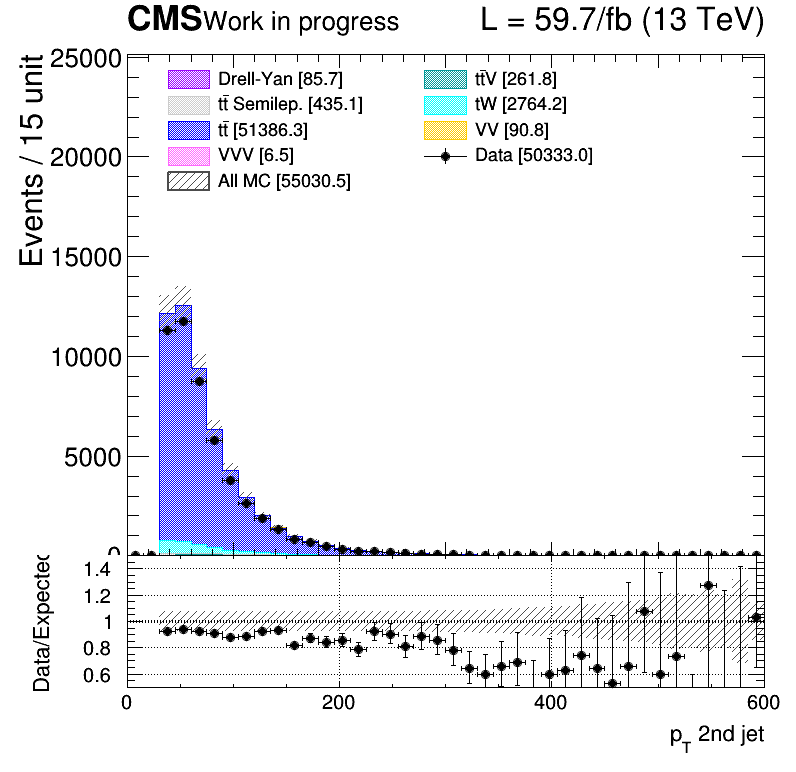 CMS Work in progress L = 59.7/fb (13 TeV)
Events / 15 unit
25000
20000
15000
10000
5000
0
Drell-Yan [85.7]
tt̄ Semilep. [435.1]
tt̄ [51386.3]
VVV [6.5]
All MC [55030.5]
tt̄V [261.8]
tW [2764.2]
VV [90.8]
Data [50333.0]
Data/Expected
1.4
1.2
1
0.8
0.6
0 200 400 600
p_T 2nd jet